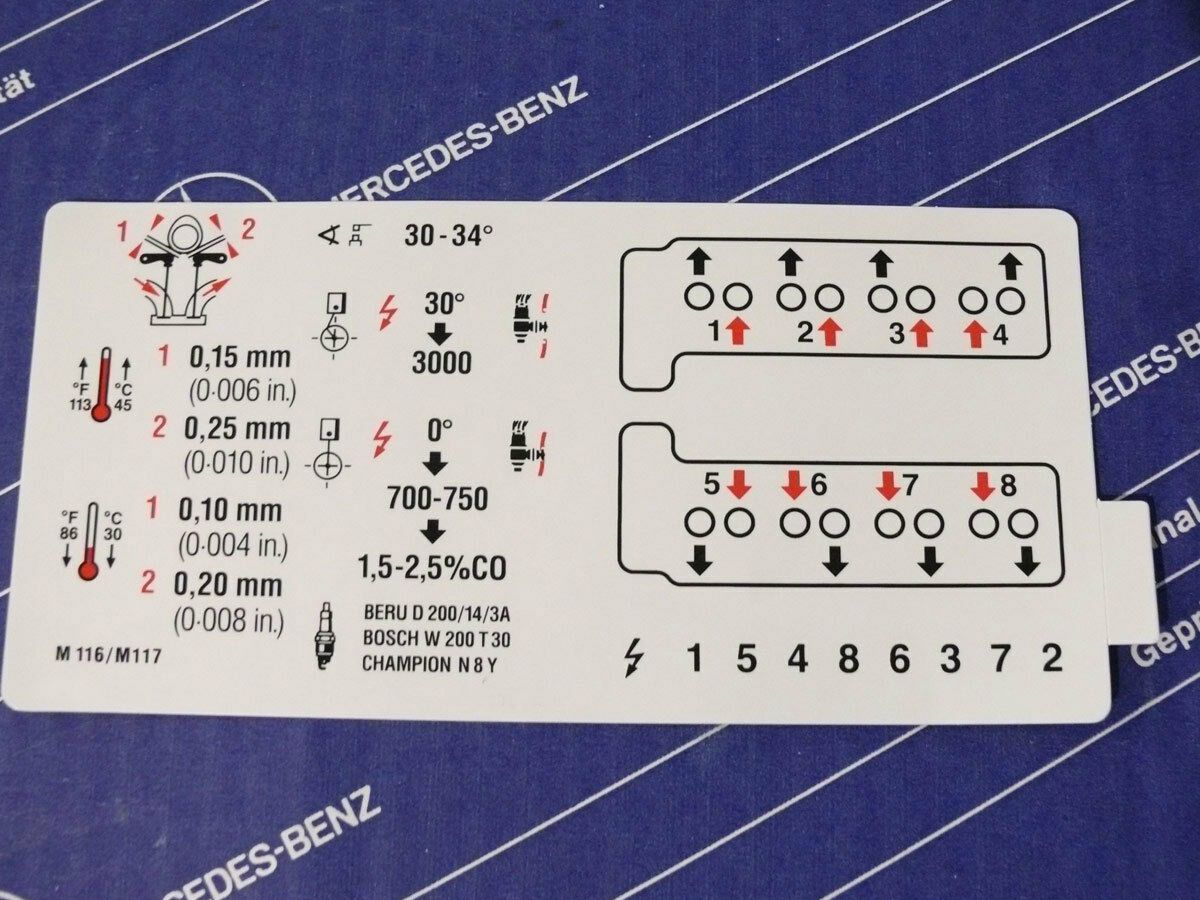 tät
MERCEDES-BENZ
1 2
30-34°
30°
3000
°F °C
113 45
1 0,15 mm
(0·006 in.)
2 0,25 mm
(0·010 in.)
0°
700-750
1,5-2,5%CO
°F °C
86 30
1 0,10 mm
(0·004 in.)
2 0,20 mm
(0·008 in.)
M 116/M117
BERU D 200/14/3A
BOSCH W 200 T 30
CHAMPION N 8 Y
1 2 3 4
5 6 7 8
1 5 4 8 6 3 7 2
CEDES-BENZ
inal
Gepr
CEDES-BENZ